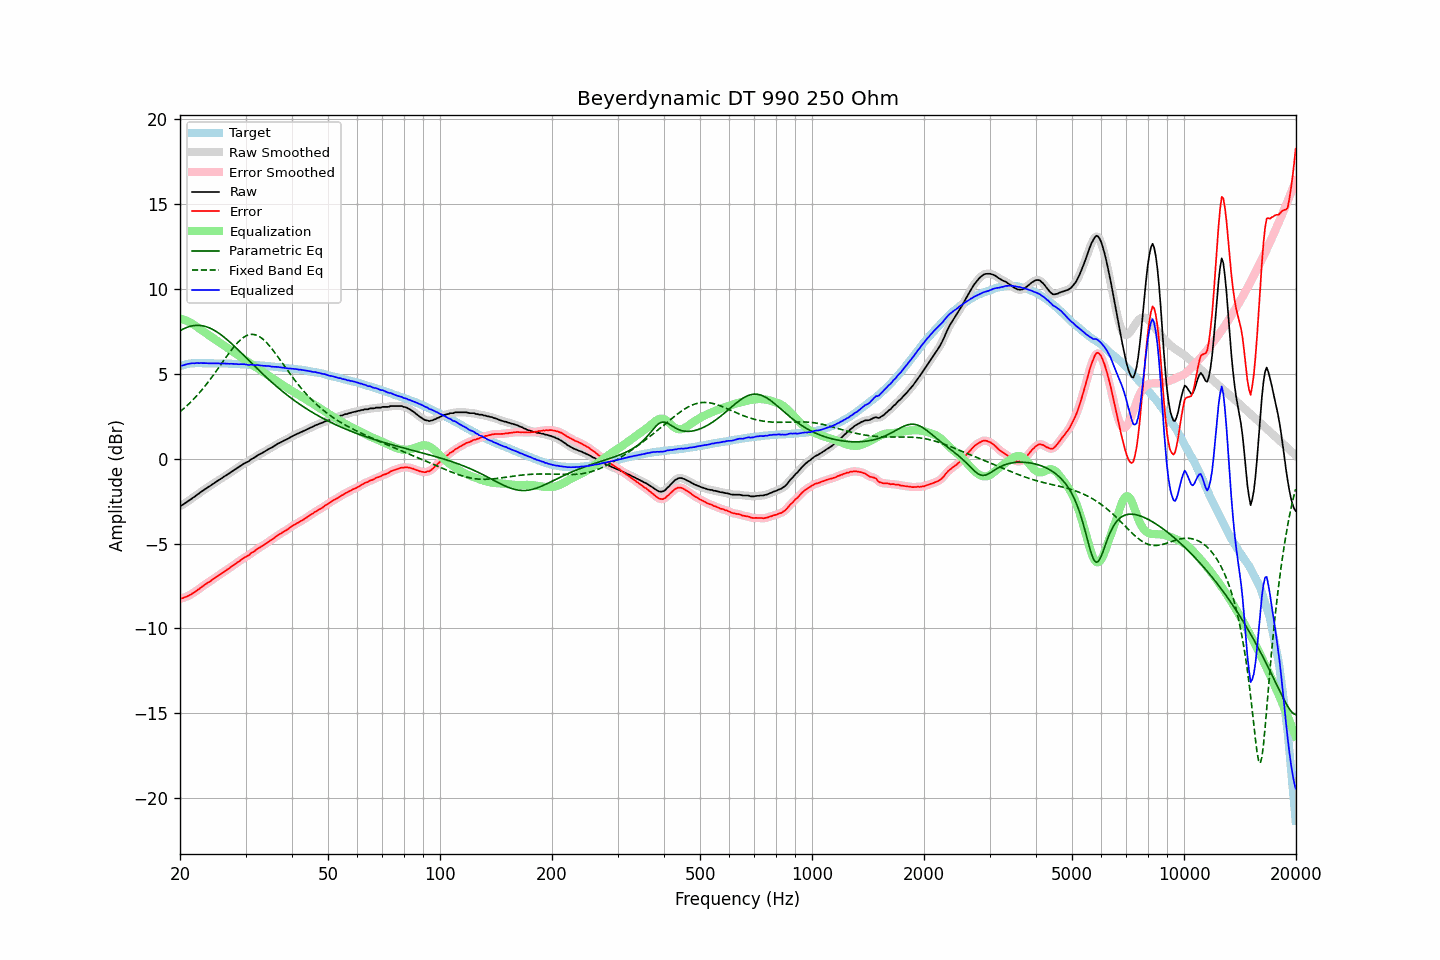 Beyerdynamic DT 990 250 Ohm
Target
Raw Smoothed
Error Smoothed
Raw
Error
Equalization
Parametric Eq
Fixed Band Eq
Equalized
20
15
10
5
0
−5
−10
−15
−20
Amplitude (dBr)
20 50 100 200 500 1000 2000 5000 10000 20000
Frequency (Hz)